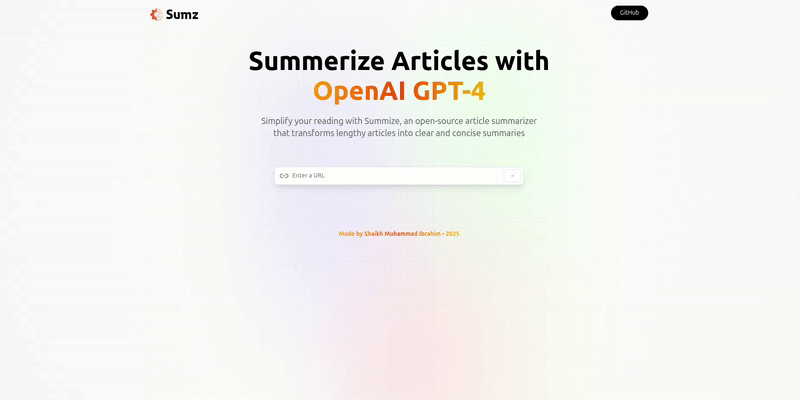 Sumz
GitHub
Summerize Articles with
OpenAI GPT-4
Simplify your reading with Summize, an open-source article summarizer
that transforms lengthy articles into clear and concise summaries
Enter a URL
Made by Shaikh Muhammad Ibrahim - 2025